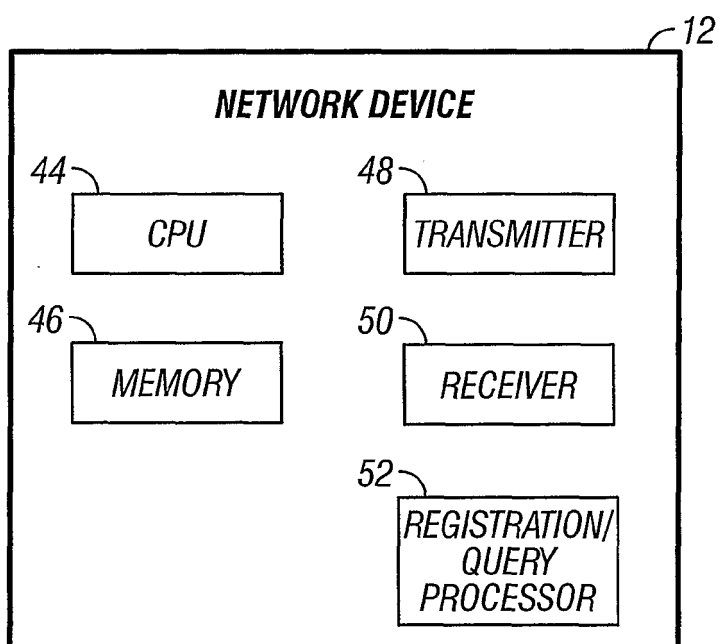 12
NETWORK DEVICE
44
CPU
48
TRANSMITTER
46
MEMORY
50
RECEIVER
52
REGISTRATION/
QUERY
PROCESSOR